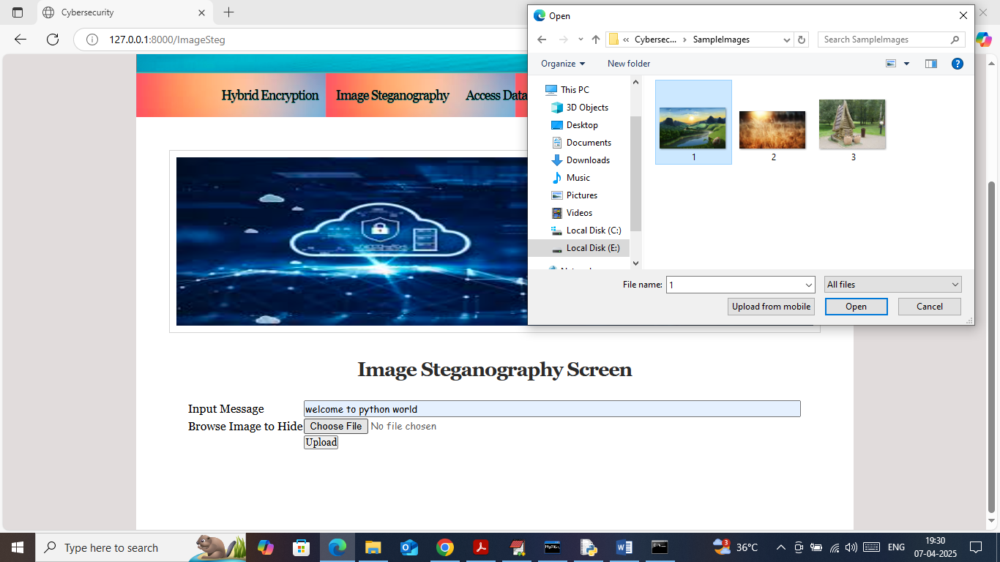 Cybersecurity
127.0.0.1:8000/ImageSteg
Hybrid Encryption
Image Steganography
Access Data
Open
Cybersec...
SampleImages
Search SampleImages
Organize
New folder
This PC
3D Objects
Desktop
Documents
Downloads
Music
Pictures
Videos
Local Disk (C:)
Local Disk (E:)
1
2
3
File name:
1
All files
Upload from mobile
Open
Cancel
Image Steganography Screen
Input Message
welcome to python world
Browse Image to Hide
Choose File
No file chosen
Upload
Type here to search
3
36°C
ENG
19:30
07-04-2025